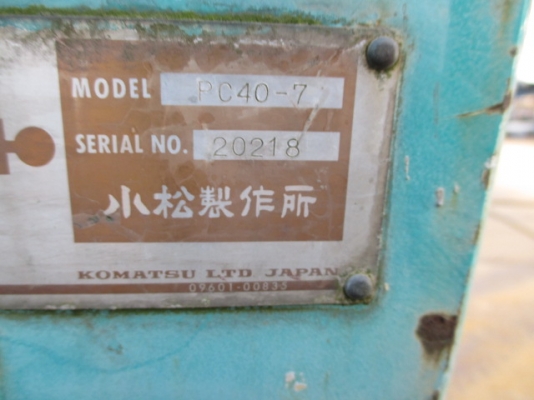 MODEL PC40-7
SERIAL NO. 20218
小松製作所
KOMATSU LTD JAPAN
09601-00835